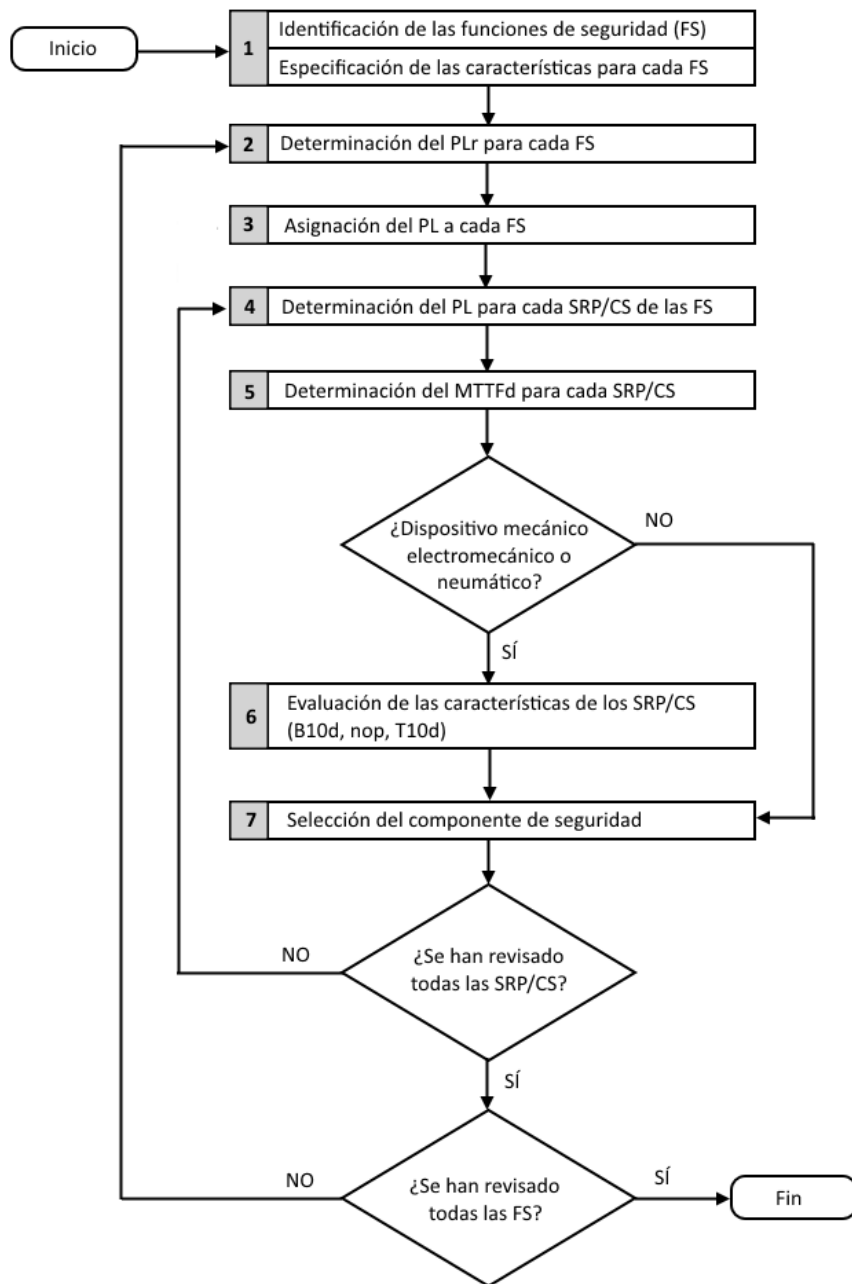 Inicio
1
Identificación de las funciones de seguridad (FS)
Especificación de las características para cada FS
2
Determinación del PLr para cada FS
3
Asignación del PL a cada FS
4
Determinación del PL para cada SRP/CS de las FS
5
Determinación del MTTFd para cada SRP/CS
¿Dispositivo mecánico
electromecánico o
neumático?
NO
SÍ
6
Evaluación de las características de los SRP/CS
(B10d, nop, T10d)
7
Selección del componente de seguridad
NO
¿Se han revisado
todas las SRP/CS?
SÍ
NO
¿Se han revisado
todas las FS?
SÍ
Fin